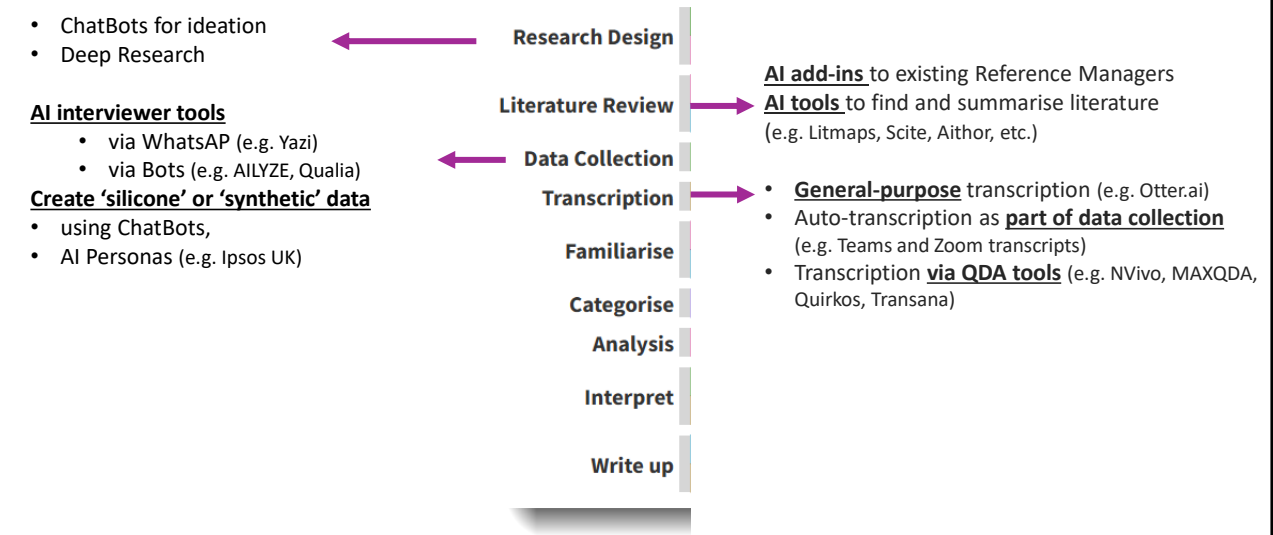 • ChatBots for ideation
• Deep Research
AI interviewer tools
• via WhatsAP (e.g. Yazi)
• via Bots (e.g. AILYZE, Qualia)
Create ‘silicone’ or ‘synthetic’ data
• using ChatBots,
• AI Personas (e.g. Ipsos UK)
Research Design
Literature Review
Data Collection
Transcription
Familiarise
Categorise
Analysis
Interpret
Write up
AI add-ins to existing Reference Managers
AI tools to find and summarise literature
(e.g. Litmaps, Scite, Aithor, etc.)
• General-purpose transcription (e.g. Otter.ai)
• Auto-transcription as part of data collection
(e.g. Teams and Zoom transcripts)
• Transcription via QDA tools (e.g. NVivo, MAXQDA,
Quirkos, Transana)